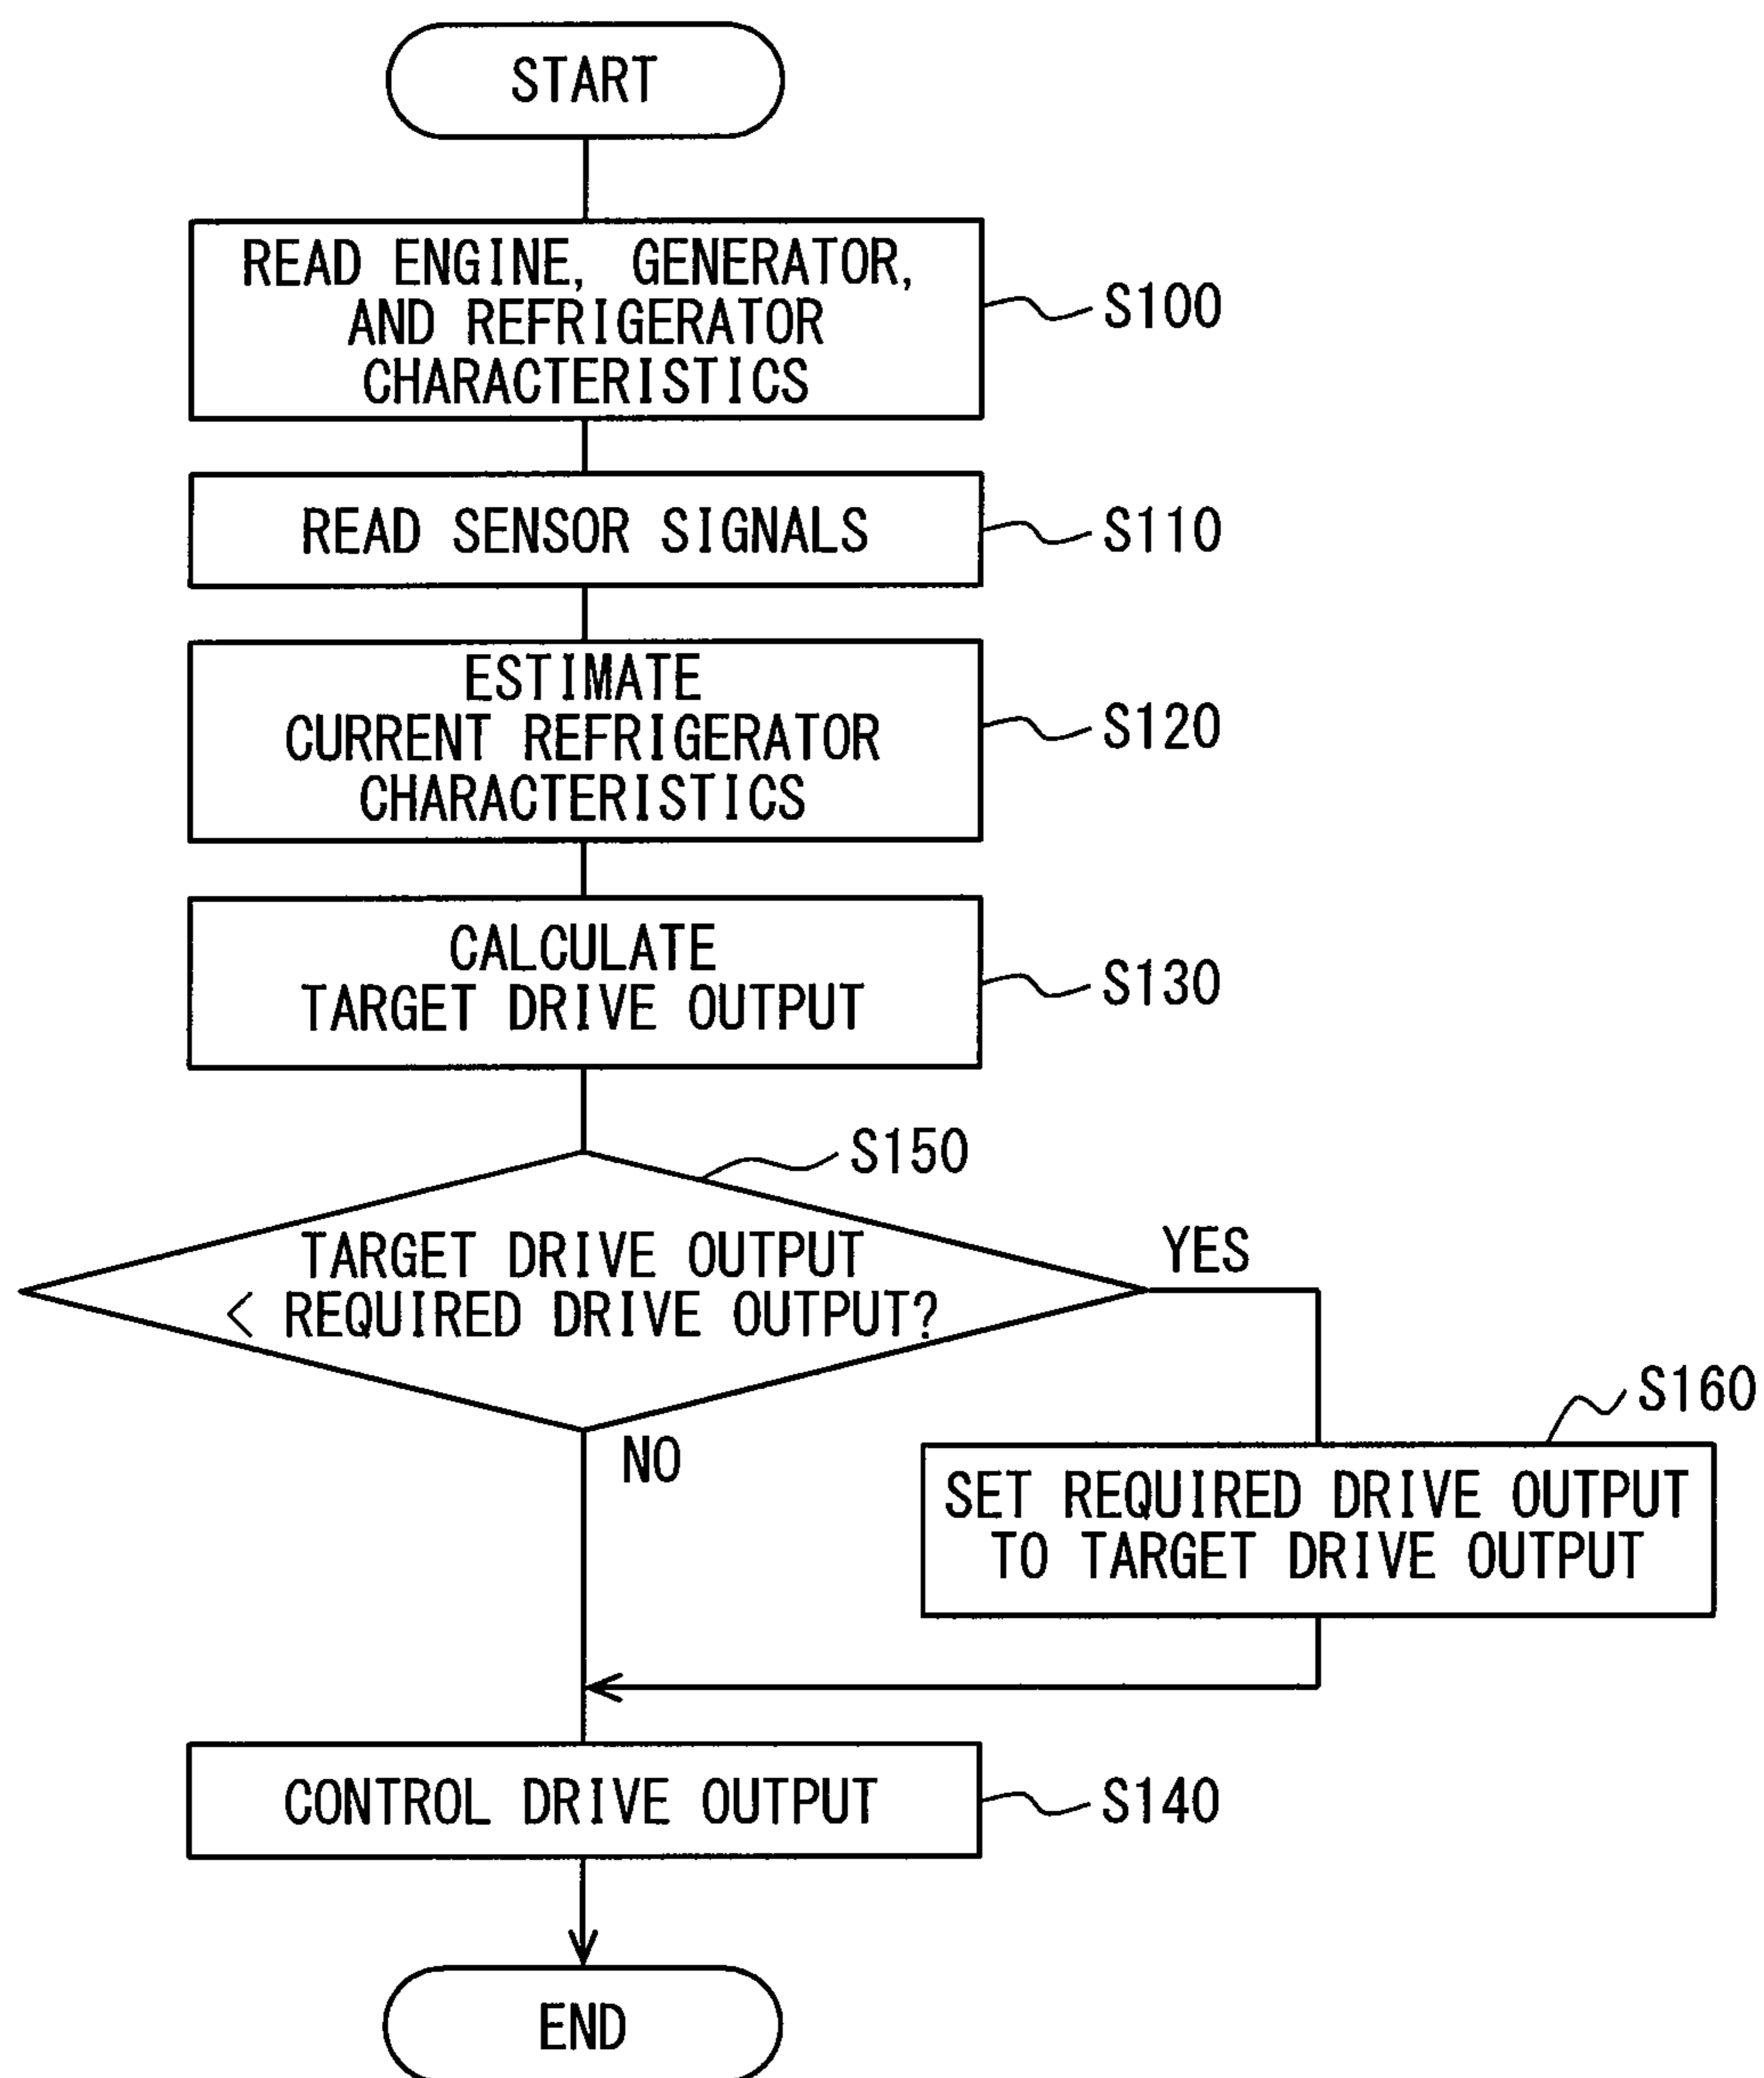 START
READ ENGINE, GENERATOR,
AND REFRIGERATOR
CHARACTERISTICS
S100
READ SENSOR SIGNALS
S110
ESTIMATE
CURRENT REFRIGERATOR
CHARACTERISTICS
S120
CALCULATE
TARGET DRIVE OUTPUT
S130
S150
TARGET DRIVE OUTPUT
< REQUIRED DRIVE OUTPUT?
YES
NO
S160
SET REQUIRED DRIVE OUTPUT
TO TARGET DRIVE OUTPUT
CONTROL DRIVE OUTPUT
S140
END